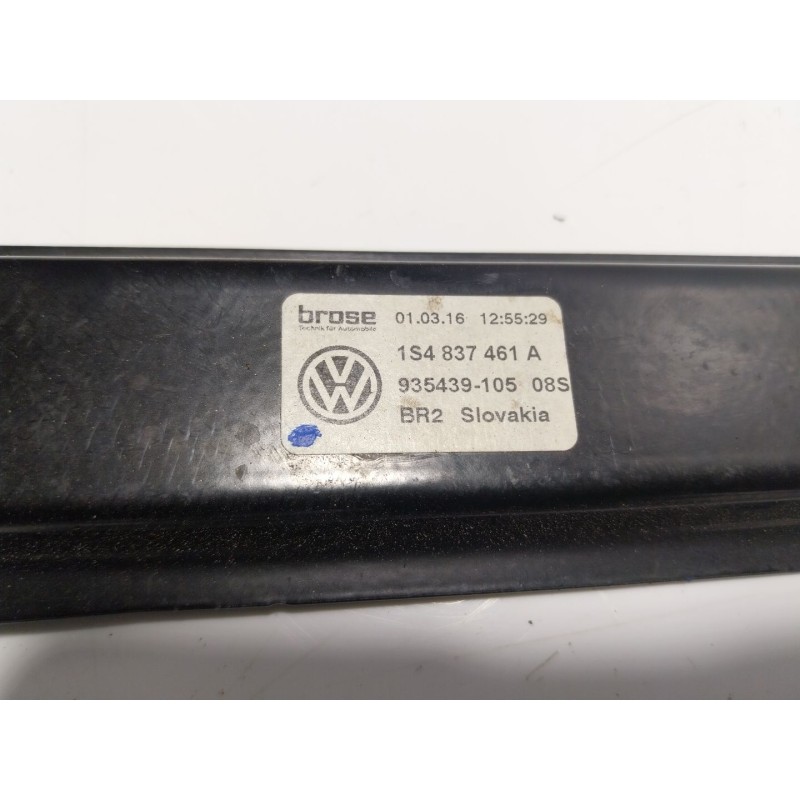 brose 01.03.16 12:55:29
Technik für Automobile
1S4 837 461 A
935439-105 08S
BR2 Slovakia